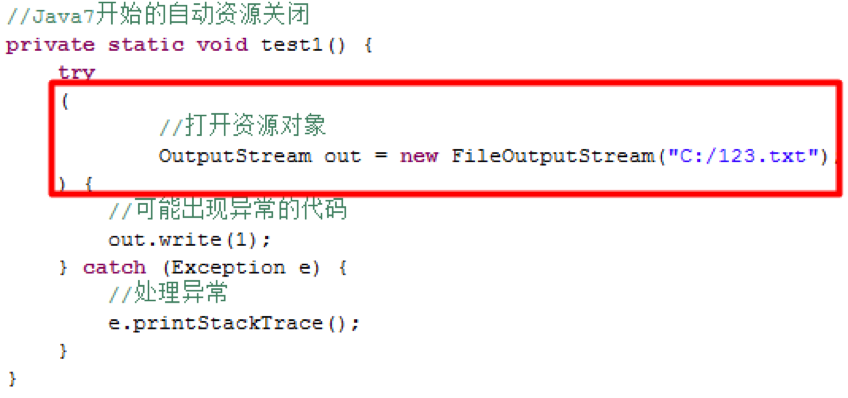 //Java7开始的自动资源关闭
private static void test1() {
try
(
//打开资源对象
OutputStream out = new FileOutputStream("C:/123.txt")
) {
//可能出现异常的代码
out.write(1);
} catch (Exception e) {
//处理异常
e.printStackTrace();
}
}